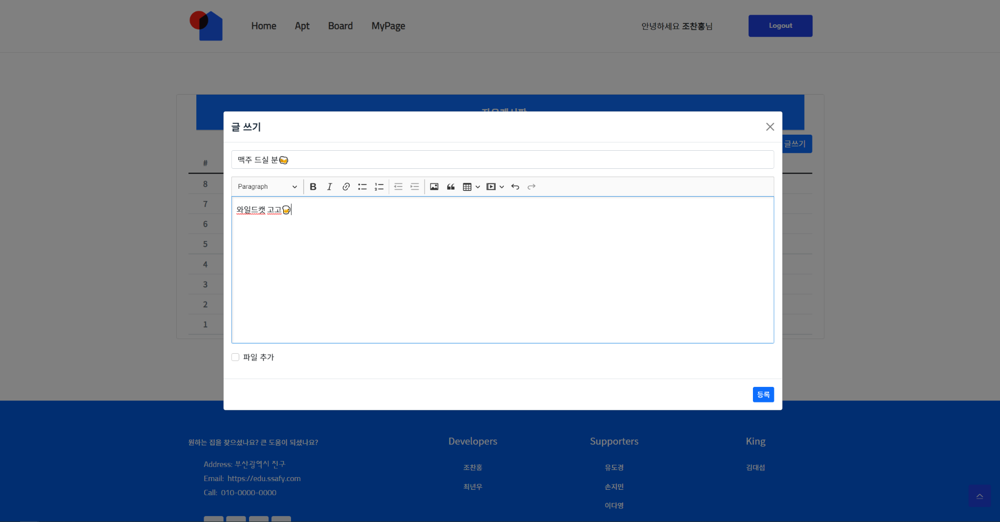 Home Apt Board MyPage 안녕하세요 조찬홍님 Logout
자유게시판
글 쓰기
글쓰기
맥주 드실 분🍻
#
Paragraph
8
7
와일드캣 고고🍺
6
5
4
3
2
1
파일 추가
등록
원하는 집을 찾으셨나요? 큰 도움이 되셨나요?
Developers
Supporters
King
Address: 부산광역시 진구
Email: https://edu.ssafy.com
Call: 010-0000-0000
조찬홍
최년우
유도경
손지민
이다영
김대섭